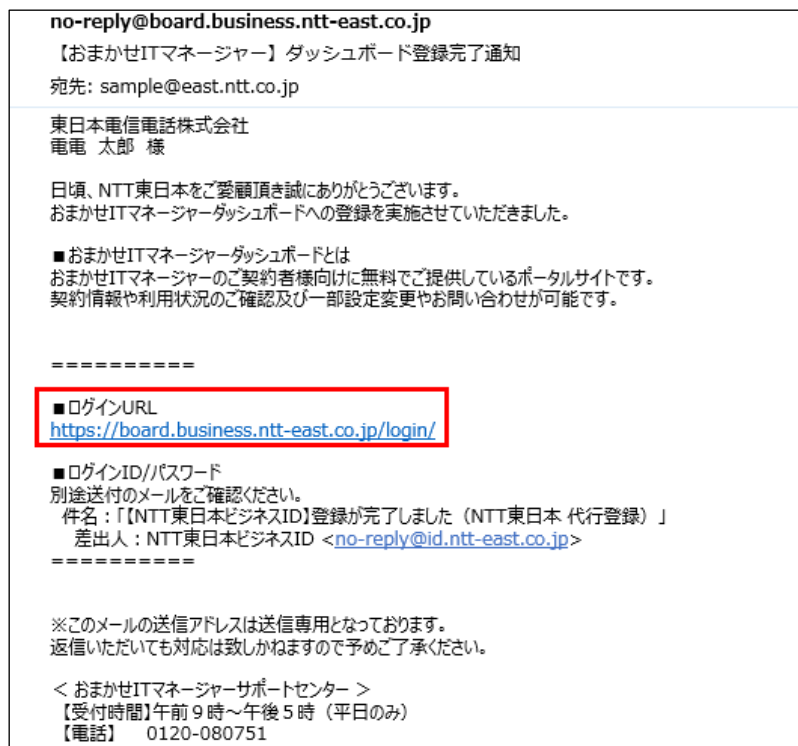 no-reply@board.business.ntt-east.co.jp
【おまかせITマネージャー】ダッシュボード登録完了通知
宛先: sample@east.ntt.co.jp
東日本電信電話株式会社
電電 太郎 様
日頃、NTT東日本をご愛顧頂き誠にありがとうございます。
おまかせITマネージャーダッシュボードへの登録を実施させていただきました。
■おまかせITマネージャーダッシュボードとは
おまかせITマネージャーのご契約者様向けに無料でご提供しているポータルサイトです。
契約情報や利用状況のご確認及び一部設定変更やお問い合わせが可能です。
==========
■ログインURL
https://board.business.ntt-east.co.jp/login/
■ログインID/パスワード
別途送付のメールをご確認ください。
件名：「【NTT東日本ビジネスID】登録が完了しました（NTT東日本 代行登録）」
差出人：NTT東日本ビジネスID <no-reply@id.ntt-east.co.jp>
==========
※このメールの送信アドレスは送信専用となっております。
返信いただいても対応は致しかねますので予めご了承ください。
＜ おまかせITマネージャーサポートセンター ＞
【受付時間】午前９時～午後５時（平日のみ）
【電話】　0120-080751